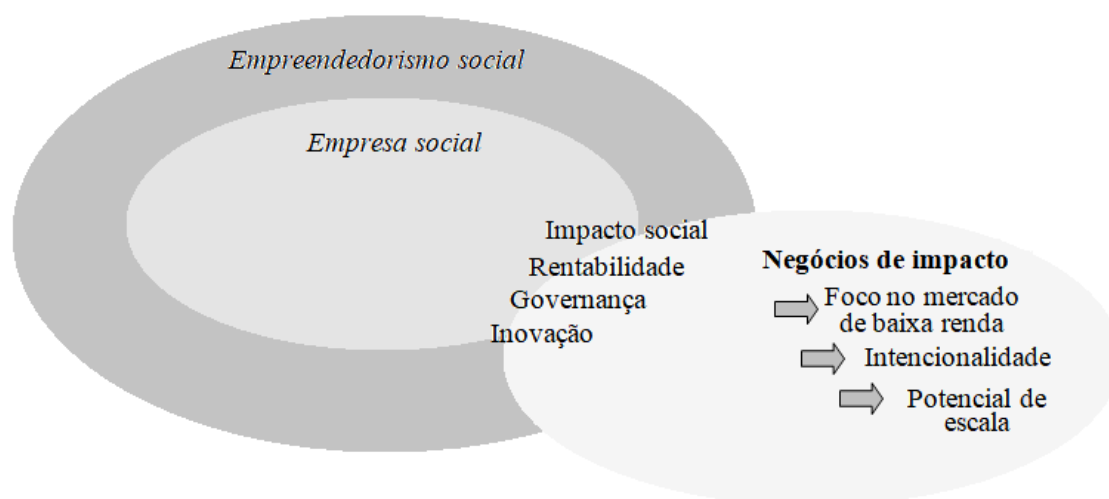 Empreendedorismo social
Empresa social
Impacto social
Rentabilidade
Governança
Inovação
Negócios de impacto
Foco no mercado
de baixa renda
Intencionalidade
Potencial de
escala